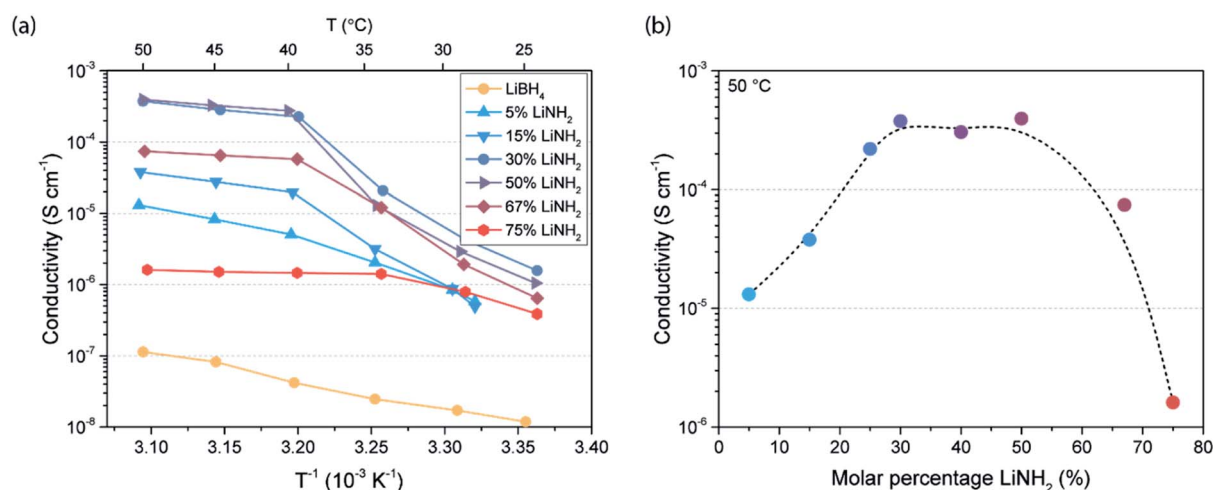 (a)
T (°C)
50 45 40 35 30 25
10⁻³
10⁻⁴
10⁻⁵
10⁻⁶
10⁻⁷
10⁻⁸
Conductivity (S cm⁻¹)
LiBH₄
5% LiNH₂
15% LiNH₂
30% LiNH₂
50% LiNH₂
67% LiNH₂
75% LiNH₂
3.10 3.15 3.20 3.25 3.30 3.35 3.40
T⁻¹ (10⁻³ K⁻¹)
(b)
50 °C
10⁻³
10⁻⁴
10⁻⁵
10⁻⁶
Conductivity (S cm⁻¹)
0 10 20 30 40 50 60 70 80
Molar percentage LiNH₂ (%)